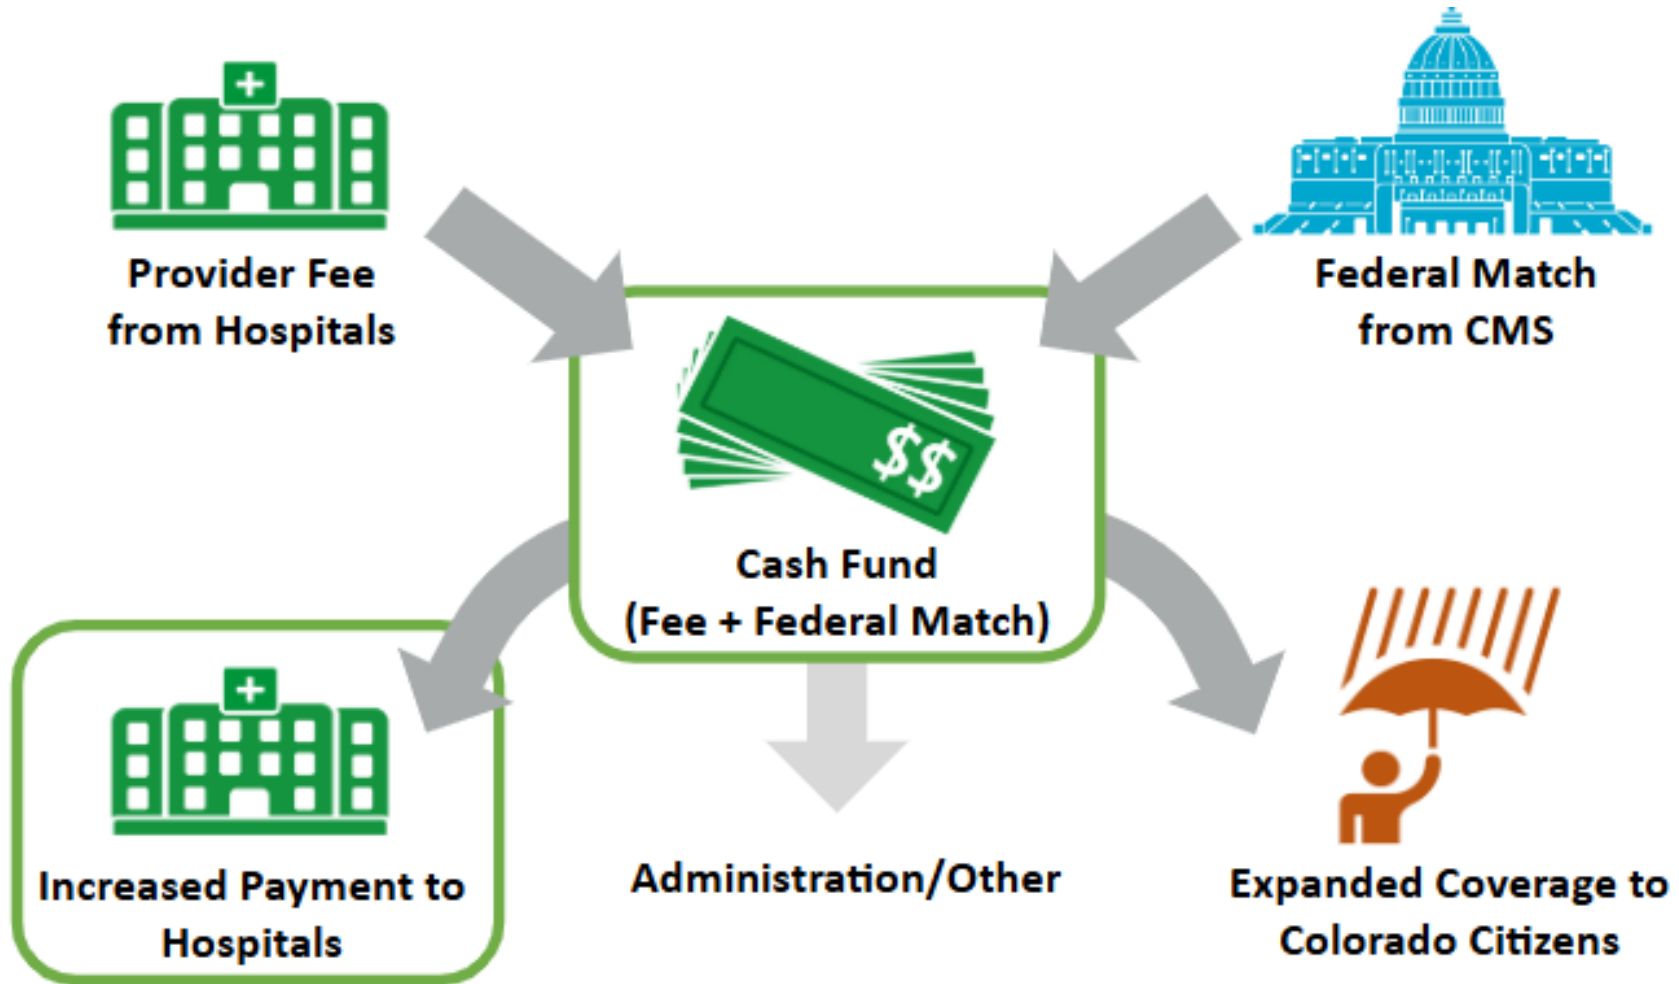 Provider Fee
from Hospitals
Federal Match
from CMS
$$
Cash Fund
(Fee + Federal Match)
Increased Payment to
Hospitals
Administration/Other
Expanded Coverage to
Colorado Citizens